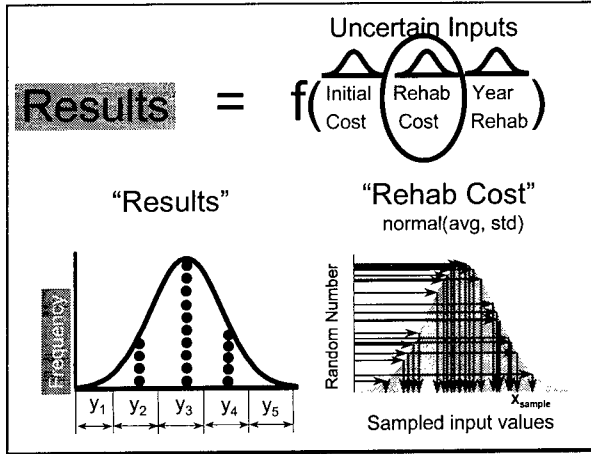 Uncertain Inputs
Results = f( Initial Rehab Year )
Cost Cost Rehab
“Results”
“Rehab Cost”
normal(avg, std)
Frequency
y1 y2 y3 y4 y5
Random Number
Xsample
Sampled input values